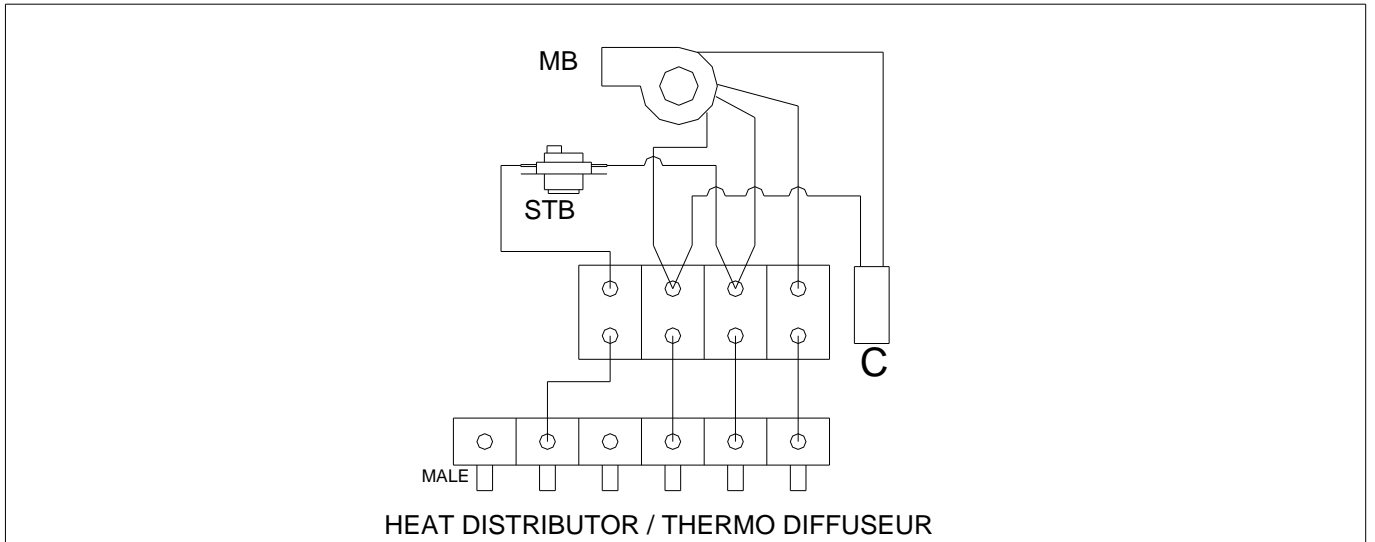 MB
STB
C
MALE
HEAT DISTRIBUTOR / THERMO DIFFUSEUR